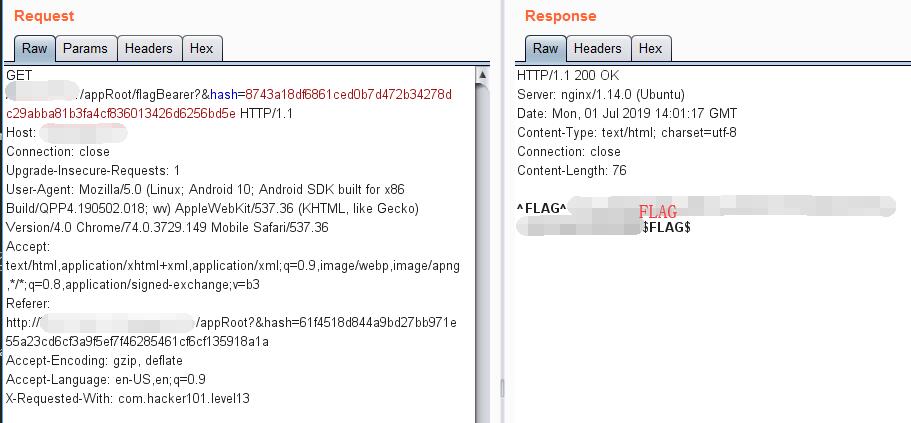 Request
Response
Raw Params Headers Hex
Raw Headers Hex
GET
/appRoot/flagBearer?&hash=8743a18df6861ced0b7d472b34278d
c29abba81b3fa4cf836013426d6256bd5e HTTP/1.1
Host:
Connection: close
Upgrade-Insecure-Requests: 1
User-Agent: Mozilla/5.0 (Linux; Android 10; Android SDK built for x86
Build/QPP4.190502.018; wv) AppleWebKit/537.36 (KHTML, like Gecko)
Version/4.0 Chrome/74.0.3729.149 Mobile Safari/537.36
Accept:
text/html,application/xhtml+xml,application/xml;q=0.9,image/webp,image/apng
,*/*;q=0.8,application/signed-exchange;v=b3
Referer:
http:// /appRoot?&hash=61f4518d844a9bd27bb971e
55a23cd6cf3a9f5ef7f46285461cf6cf135918a1a
Accept-Encoding: gzip, deflate
Accept-Language: en-US,en;q=0.9
X-Requested-With: com.hacker101.level13
HTTP/1.1 200 OK
Server: nginx/1.14.0 (Ubuntu)
Date: Mon, 01 Jul 2019 14:01:17 GMT
Content-Type: text/html; charset=utf-8
Connection: close
Content-Length: 76
^FLAG^
FLAG
$FLAG$